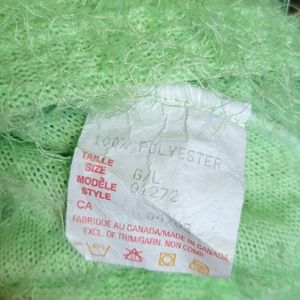 100% POLYESTER
TAILLE
SIZE G/L
MODÈLE
STYLE 01272
CA
FABRIQUÉ AU CANADA/MADE IN CANADA
EXCL. OF TRIM/GARN. NON COMP.